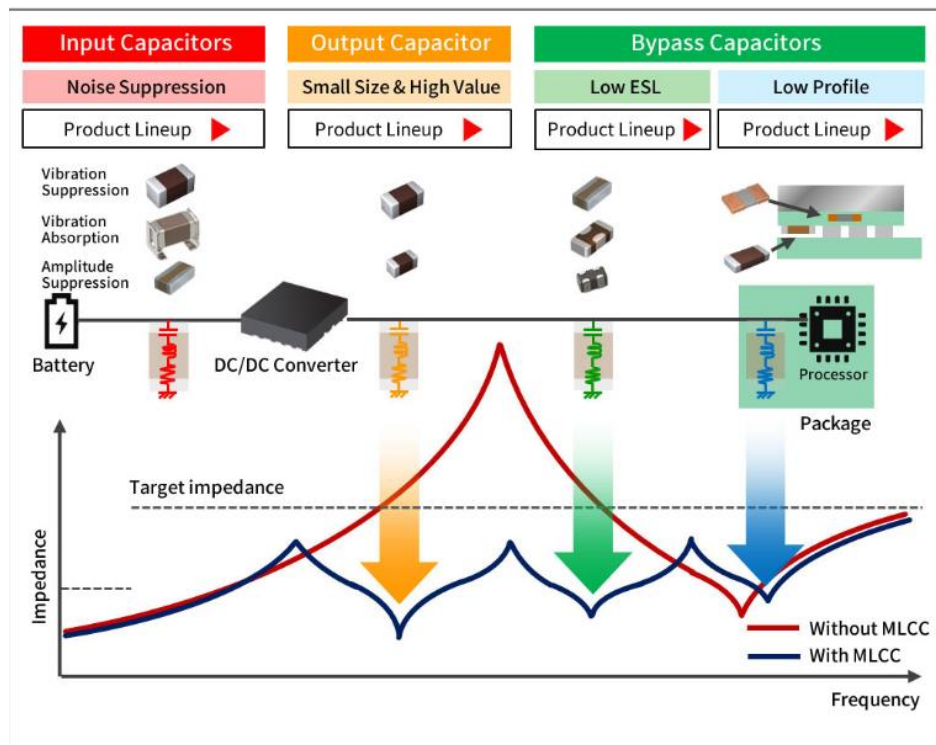 Input Capacitors
Output Capacitor
Bypass Capacitors
Noise Suppression
Small Size & High Value
Low ESL
Low Profile
Product Lineup
Product Lineup
Product Lineup
Product Lineup
Vibration
Suppression
Vibration
Absorption
Amplitude
Suppression
Battery
DC/DC Converter
Processor
Package
Target impedance
Impedance
Without MLCC
With MLCC
Frequency